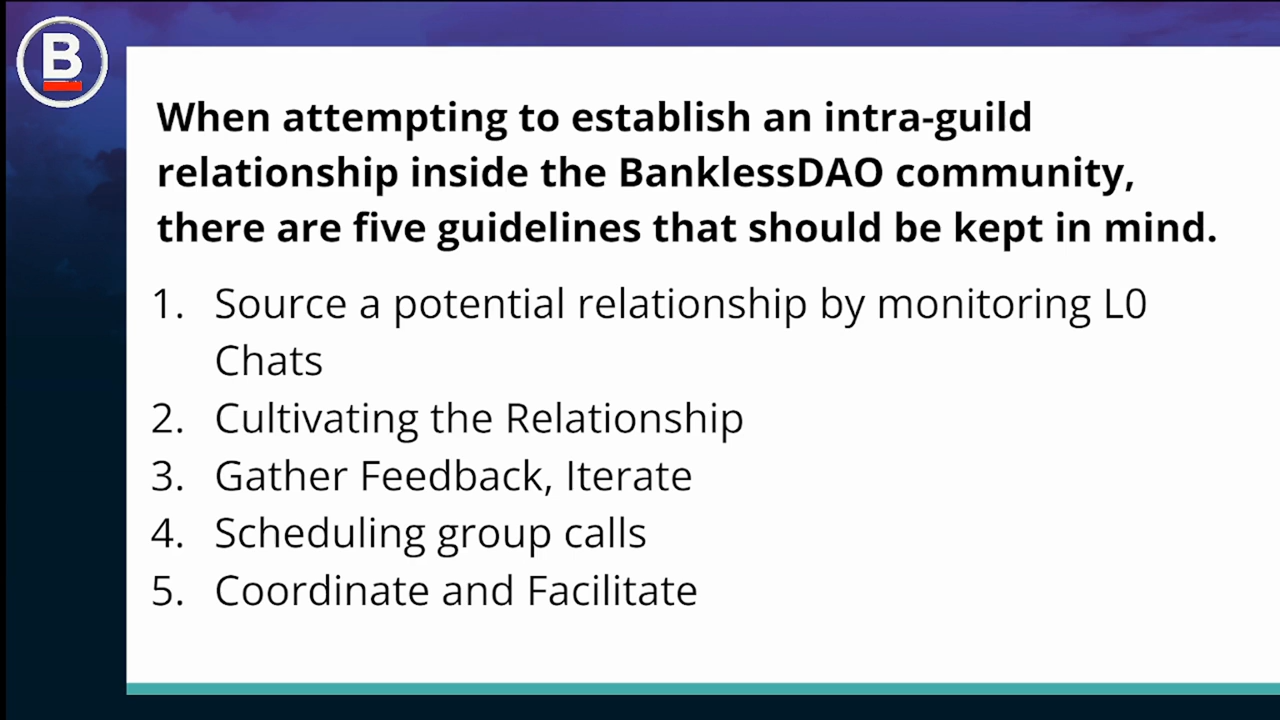 B
When attempting to establish an intra-guild
relationship inside the BanklessDAO community,
there are five guidelines that should be kept in mind.
1. Source a potential relationship by monitoring L0
Chats
2. Cultivating the Relationship
3. Gather Feedback, Iterate
4. Scheduling group calls
5. Coordinate and Facilitate